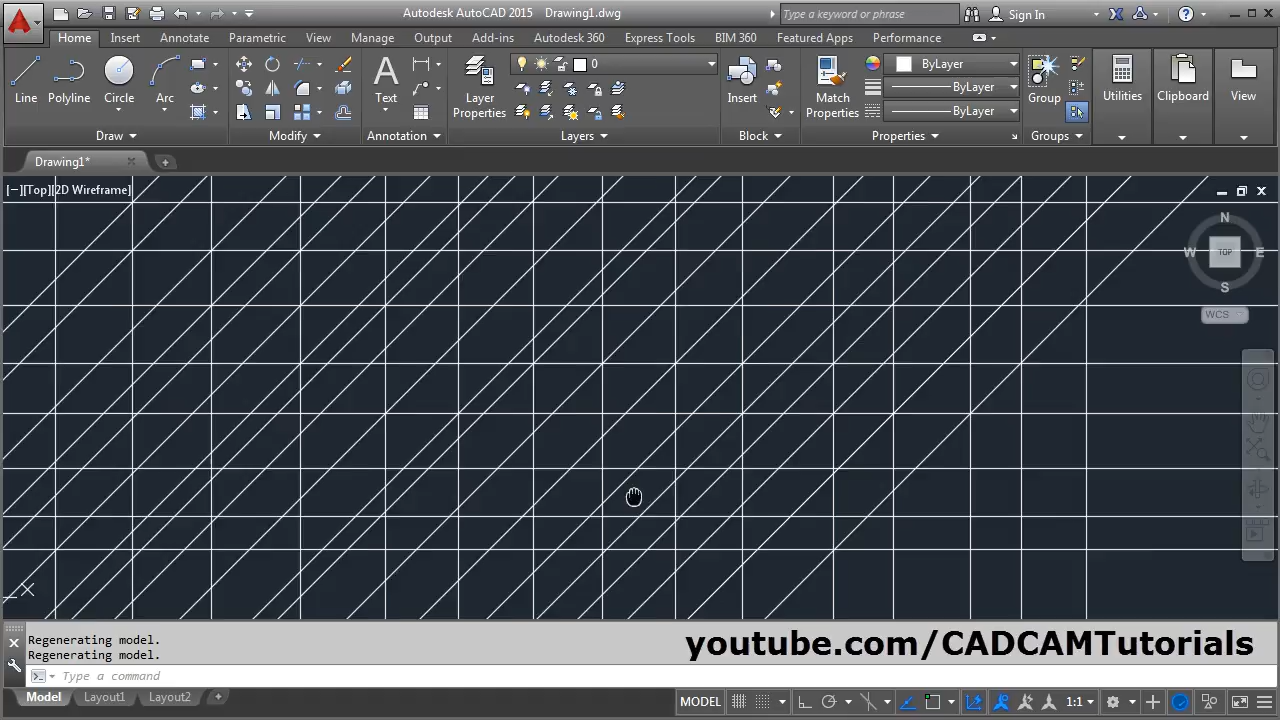 Autodesk AutoCAD 2015 Drawing1.dwg
Type a keyword or phrase
Sign In
Home Insert Annotate Parametric View Manage Output Add-ins Autodesk 360 Express Tools BIM 360 Featured Apps Performance
Line Polyline Circle Arc
Text
Layer
Properties
0
Insert
Match
Properties
ByLayer
ByLayer
ByLayer
Group
Utilities
Clipboard
View
Draw Modify Annotation Layers Block Properties Groups
Drawing1*
[−][Top][2D Wireframe]
N
W TOP E
S
WCS
X
Regenerating model.
Regenerating model.
youtube.com/CADCAMTutorials
Type a command
Model Layout1 Layout2
MODEL
1:1